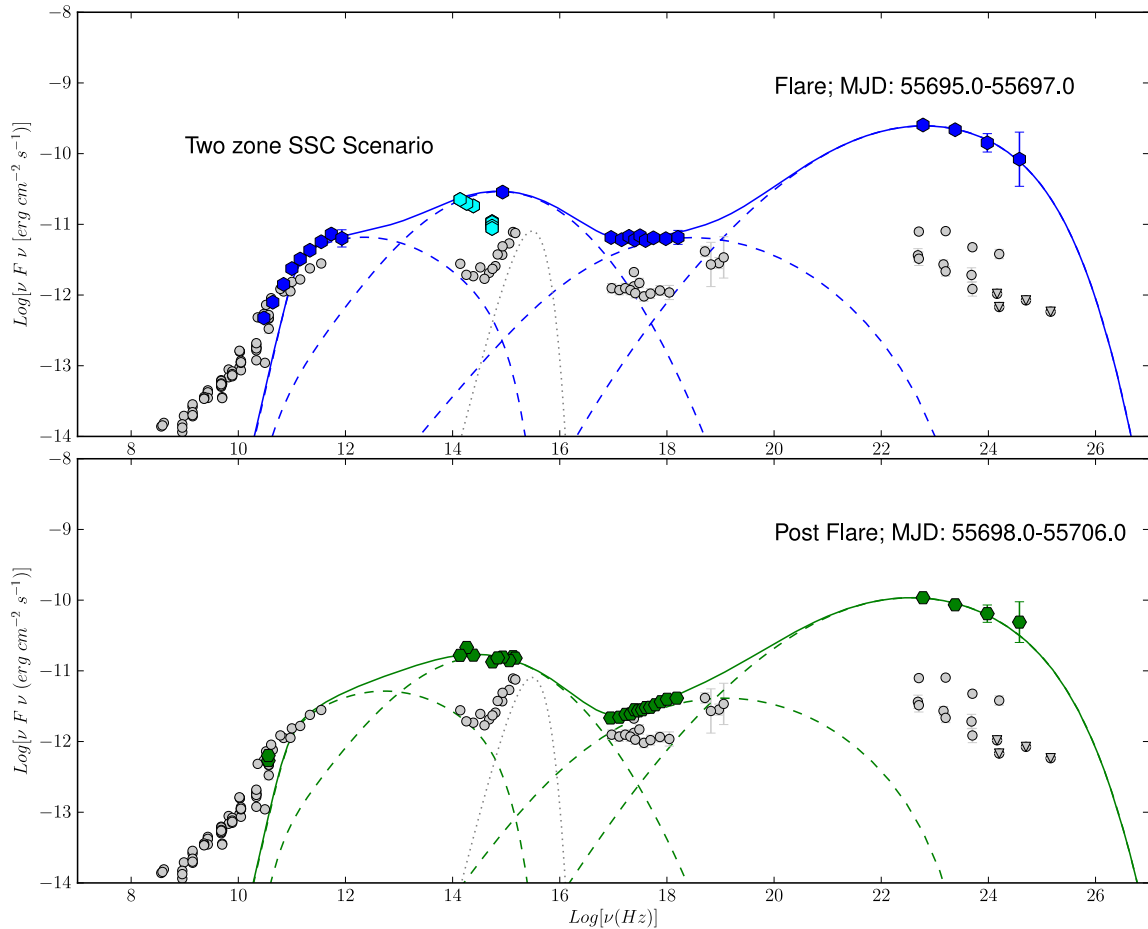 −8
−9
−10
−11
−12
−13
−14
Log[ν F ν [erg cm⁻² s⁻¹)]
Flare; MJD: 55695.0-55697.0
Two zone SSC Scenario
8 10 12 14 16 18 20 22 24 26
−8
−9
−10
−11
−12
−13
−14
Log[ν F ν (erg cm⁻² s⁻¹)]
Post Flare; MJD: 55698.0-55706.0
8 10 12 14 16 18 20 22 24 26
Log[ν(Hz)]